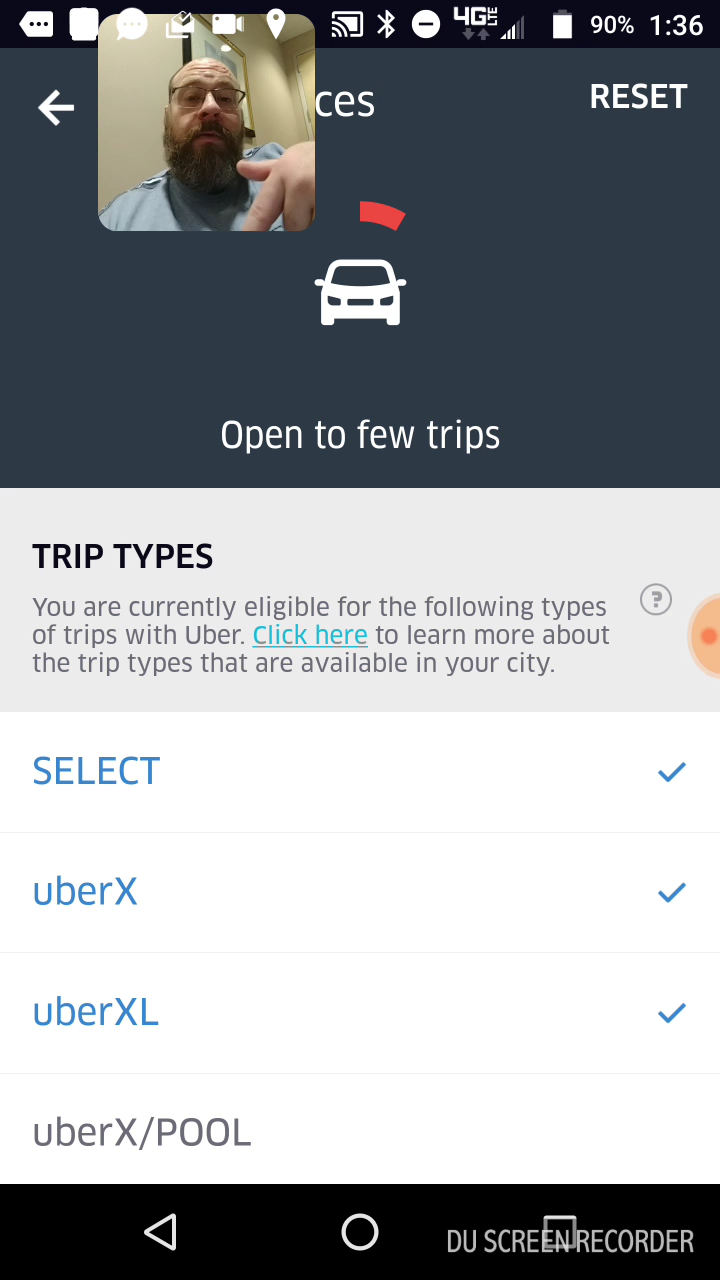 4G LTE 90% 1:36
ces RESET
Open to few trips
TRIP TYPES
You are currently eligible for the following types
of trips with Uber. Click here to learn more about
the trip types that are available in your city.
?
SELECT
uberX
uberXL
uberX/POOL
DU SCREEN RECORDER